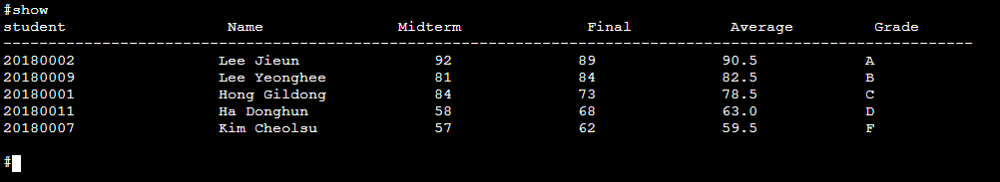 #show
student Name Midterm Final Average Grade
--------------------------------------------------------------------------------------------------------------
20180002 Lee Jieun 92 89 90.5 A
20180009 Lee Yeonghee 81 84 82.5 B
20180001 Hong Gildong 84 73 78.5 C
20180011 Ha Donghun 58 68 63.0 D
20180007 Kim Cheolsu 57 62 59.5 F
#